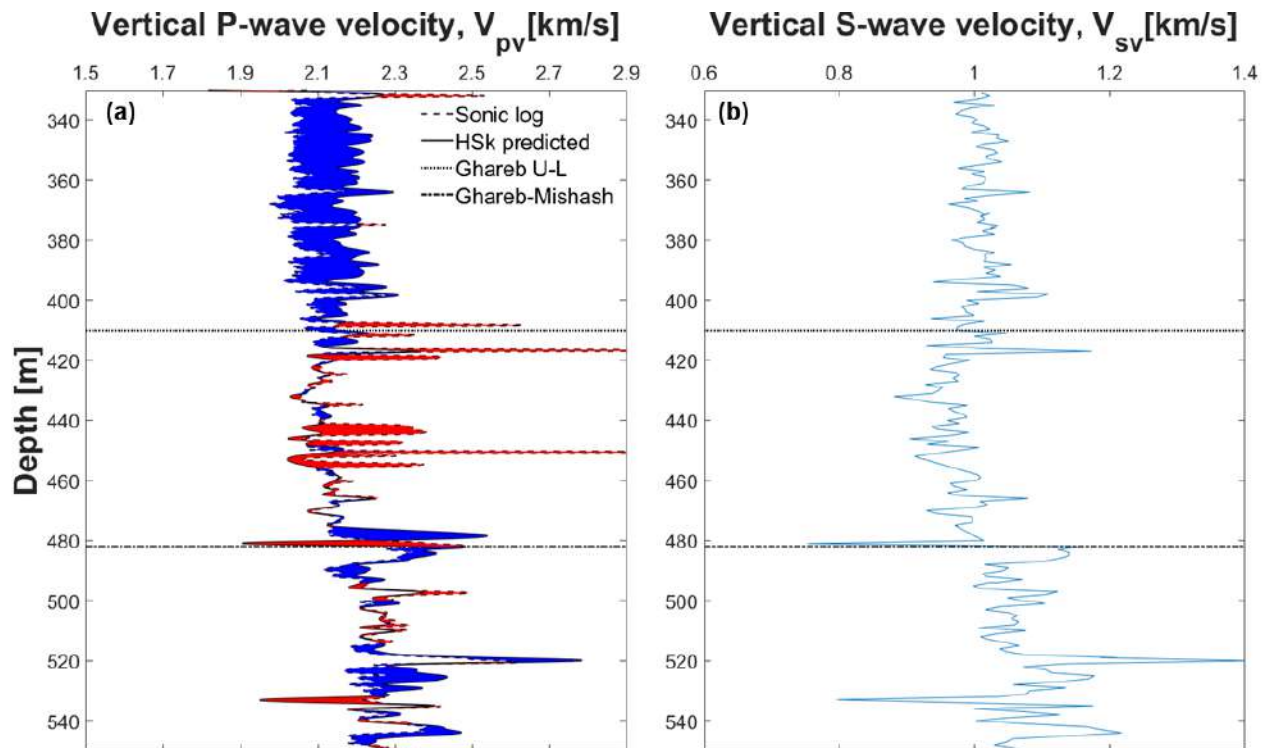 Vertical P-wave velocity, Vpv[km/s]
1.5 1.9 2.1 2.3 2.5 2.7 2.9
(a)
Sonic log
HSk predicted
Ghareb U-L
Ghareb-Mishash
Depth [m]
340
360
380
400
420
440
460
480
500
520
540
Vertical S-wave velocity, Vsv[km/s]
0.6 0.8 1 1.2 1.4
(b)
340
360
380
400
420
440
460
480
500
520
540